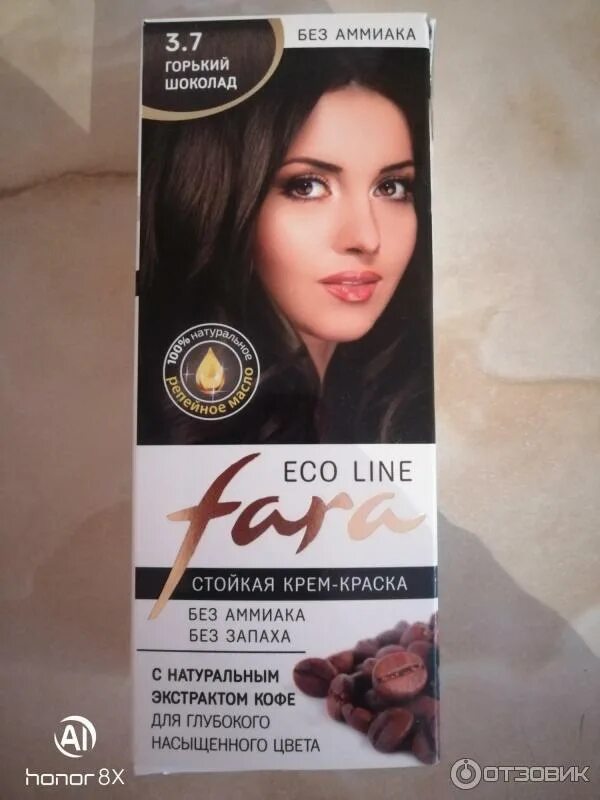 3.7
ГОРЬКИЙ
ШОКОЛАД
БЕЗ АММИАКА
100% натуральное
репейное масло
ECO LINE
fara
СТОЙКАЯ КРЕМ-КРАСКА
БЕЗ АММИАКА
БЕЗ ЗАПАХА
С НАТУРАЛЬНЫМ
ЭКСТРАКТОМ КОФЕ
ДЛЯ ГЛУБОКОГО
НАСЫЩЕННОГО ЦВЕТА
AI
honor 8X
ОТЗОВИК